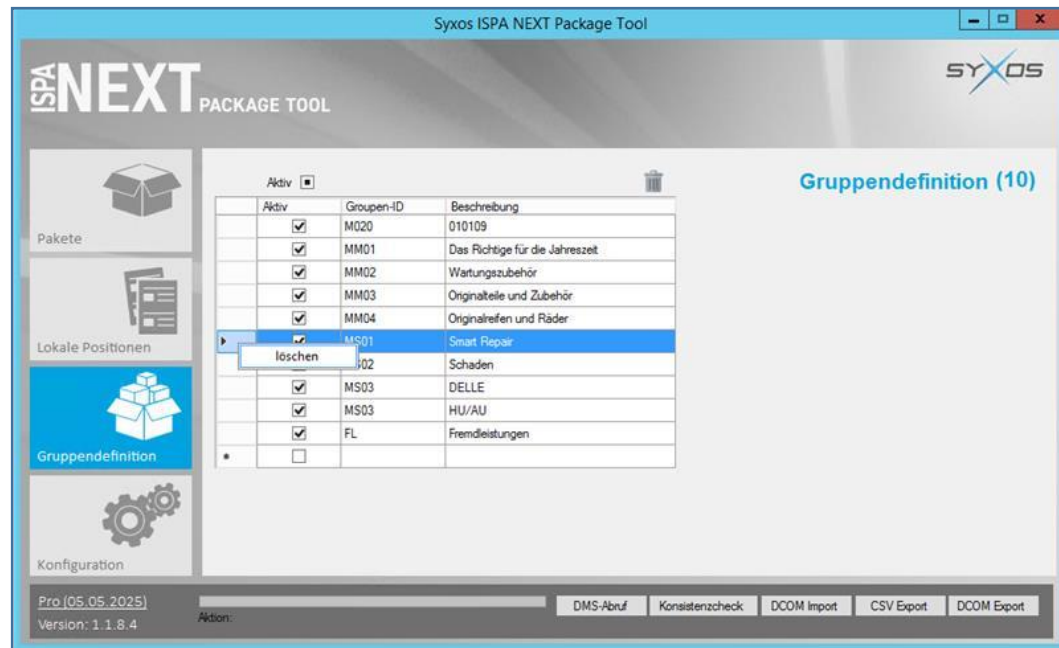 Syxos ISPA NEXT Package Tool
ISPA NEXT PACKAGE TOOL
SYXOS
Pakete
Lokale Positionen
Gruppendefinition
Konfiguration
Gruppendefinition (10)
Aktiv
Aktiv Groupen-ID Beschreibung
M020 010109
MM01 Das Richtige für die Jahreszeit
MM02 Wartungszubehör
MM03 Originalteile und Zubehör
MM04 Originalreifen und Räder
MS01 Smart Repair
löschen
02 Schaden
MS03 DELLE
MS03 HU/AU
FL Fremdleistungen
Pro (05.05.2025)
Version: 1.1.8.4
Aktion:
DMS-Abruf Konsistenzcheck DCOM Import CSV Export DCOM Export